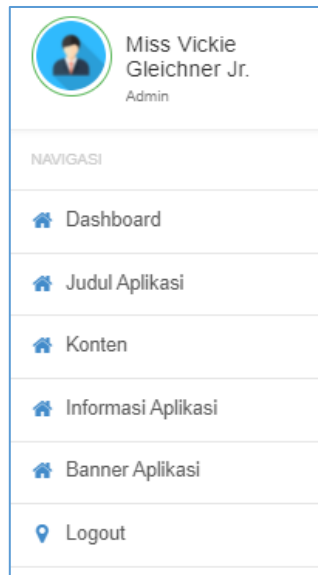 Miss Vickie
Gleichner Jr.
Admin
NAVIGASI
Dashboard
Judul Aplikasi
Konten
Informasi Aplikasi
Banner Aplikasi
Logout